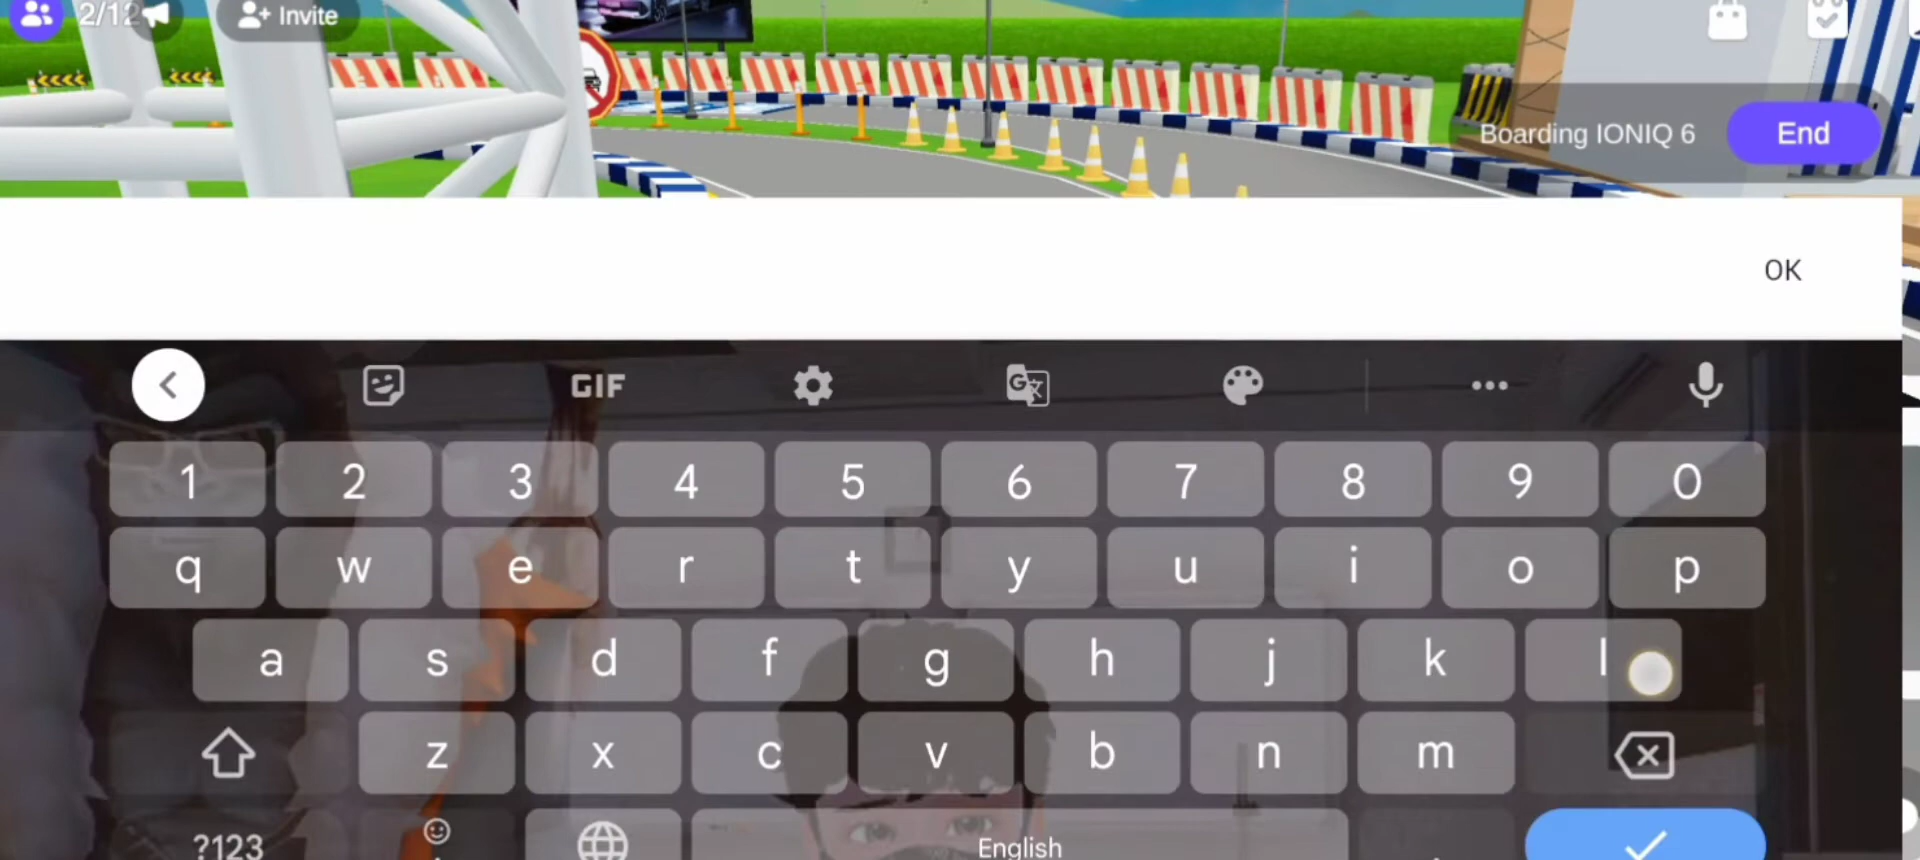 2/12
Invite
Boarding IONIQ 6
End
OK
GIF
1 2 3 4 5 6 7 8 9 0
q w e r t y u i o p
a s d f g h j k l
z x c v b n m
?123
English